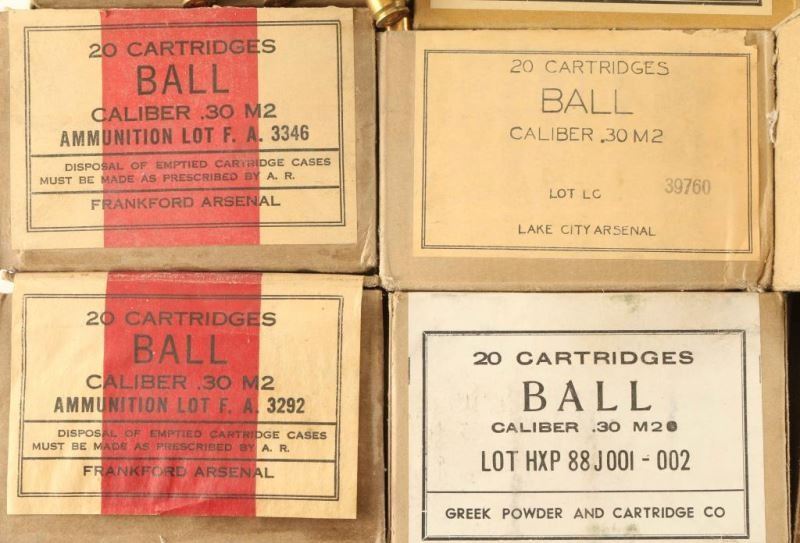 20 CARTRIDGES
BALL
CALIBER .30 M2
AMMUNITION LOT F. A. 3346
DISPOSAL OF EMPTIED CARTRIDGE CASES
MUST BE MADE AS PRESCRIBED BY A. R.
FRANKFORD ARSENAL
20 CARTRIDGES
BALL
CALIBER .30 M2
LOT LC 39760
LAKE CITY ARSENAL
20 CARTRIDGES
BALL
CALIBER .30 M2
AMMUNITION LOT F. A. 3292
DISPOSAL OF EMPTIED CARTRIDGE CASES
MUST BE MADE AS PRESCRIBED BY A. R.
FRANKFORD ARSENAL
20 CARTRIDGES
BALL
CALIBER .30 M2
LOT HXP 88J001 - 002
GREEK POWDER AND CARTRIDGE CO